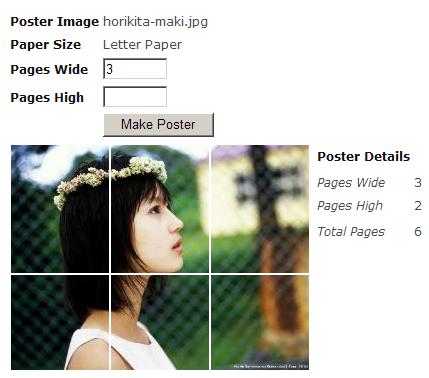 Poster Image horikita-maki.jpg
Paper Size Letter Paper
Pages Wide 3
Pages High
Make Poster
Poster Details
Pages Wide 3
Pages High 2
Total Pages 6